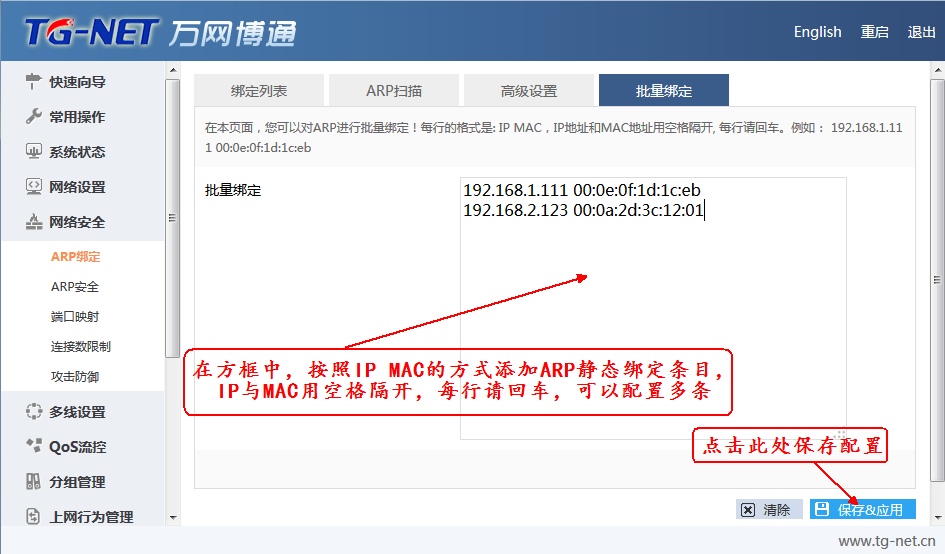 TG-NET 万网博通
English 重启 退出
快速向导
常用操作
系统状态
网络设置
网络安全
ARP绑定
ARP安全
端口映射
连接数限制
攻击防御
多线设置
QoS流控
分组管理
上网行为管理
绑定列表 ARP扫描 高级设置 批量绑定
在本页面，您可以对ARP进行批量绑定！每行的格式是: IP MAC，IP地址和MAC地址用空格隔开, 每行请回车。例如： 192.168.1.11
1 00:0e:0f:1d:1c:eb
批量绑定
192.168.1.111 00:0e:0f:1d:1c:eb
192.168.2.123 00:0a:2d:3c:12:01
在方框中，按照IP MAC的方式添加ARP静态绑定条目，
IP与MAC用空格隔开，每行请回车，可以配置多条
点击此处保存配置
清除 保存&应用
www.tg-net.cn